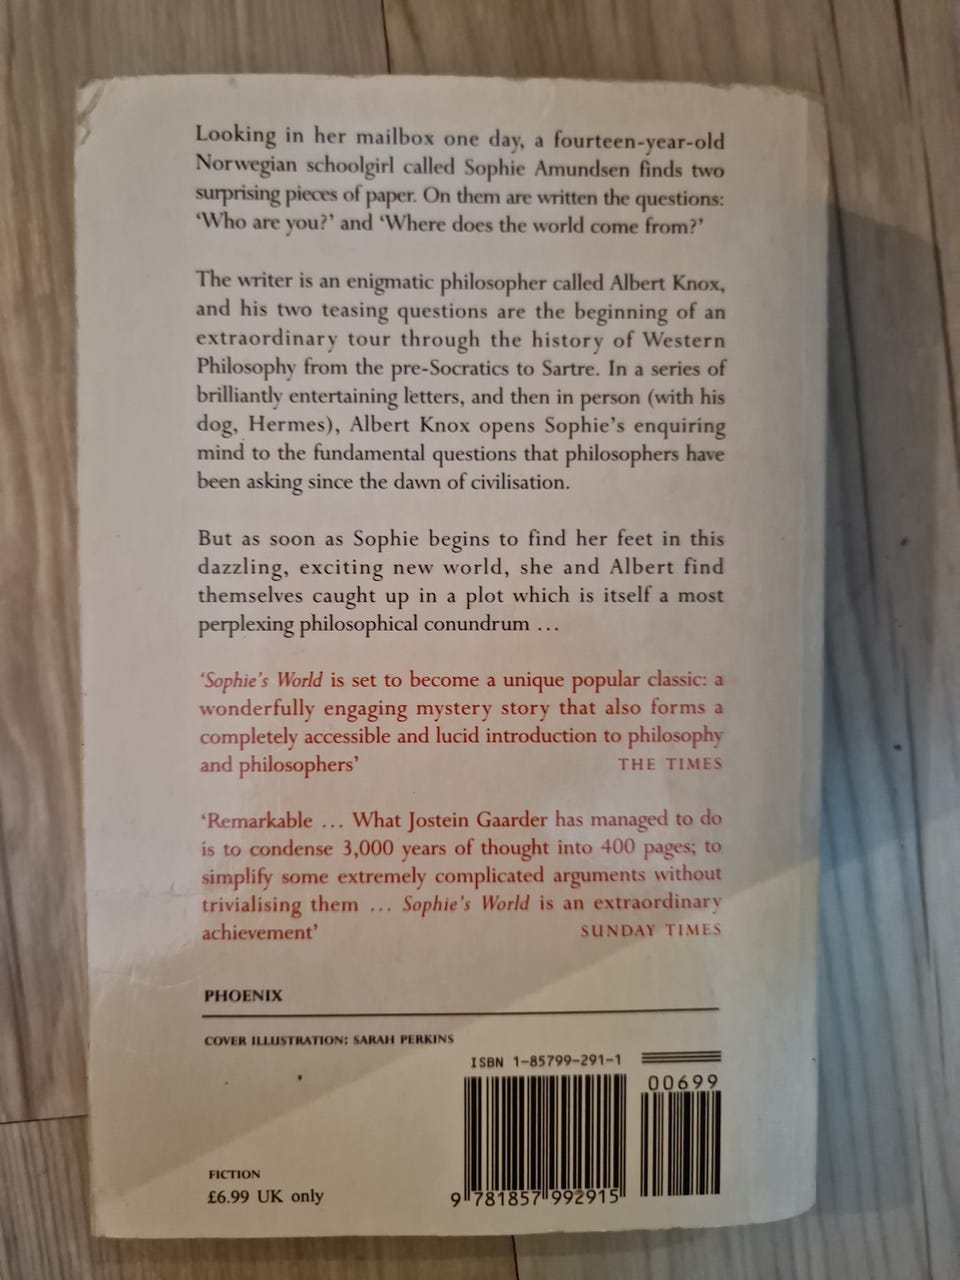 Looking in her mailbox one day, a fourteen-year-old
Norwegian schoolgirl called Sophie Amundsen finds two
surprising pieces of paper. On them are written the questions:
‘Who are you?’ and ‘Where does the world come from?’
The writer is an enigmatic philosopher called Albert Knox,
and his two teasing questions are the beginning of an
extraordinary tour through the history of Western
Philosophy from the pre-Socratics to Sartre. In a series of
brilliantly entertaining letters, and then in person (with his
dog, Hermes), Albert Knox opens Sophie’s enquiring
mind to the fundamental questions that philosophers have
been asking since the dawn of civilisation.
But as soon as Sophie begins to find her feet in this
dazzling, exciting new world, she and Albert find
themselves caught up in a plot which is itself a most
perplexing philosophical conundrum ...
‘Sophie’s World is set to become a unique popular classic: a
wonderfully engaging mystery story that also forms a
completely accessible and lucid introduction to philosophy
and philosophers’ THE TIMES
‘Remarkable ... What Jostein Gaarder has managed to do
is to condense 3,000 years of thought into 400 pages; to
simplify some extremely complicated arguments without
trivialising them ... Sophie’s World is an extraordinary
achievement’ SUNDAY TIMES
PHOENIX
COVER ILLUSTRATION: SARAH PERKINS
ISBN 1-85799-291-1
00699
FICTION
£6.99 UK only
9 781857 992915